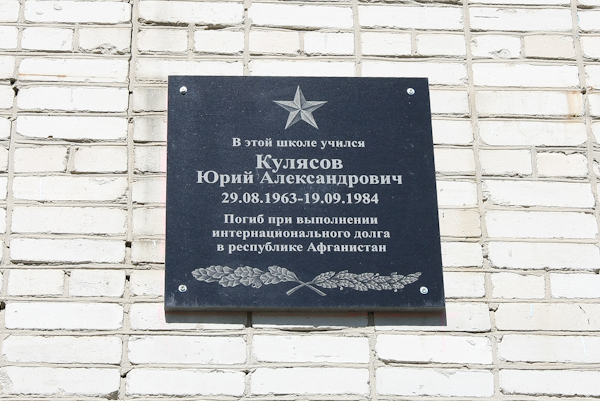 В этой школе учился
Кулясов
Юрий Александрович
29.08.1963-19.09.1984
Погиб при выполнении
интернационального долга
в республике Афганистан